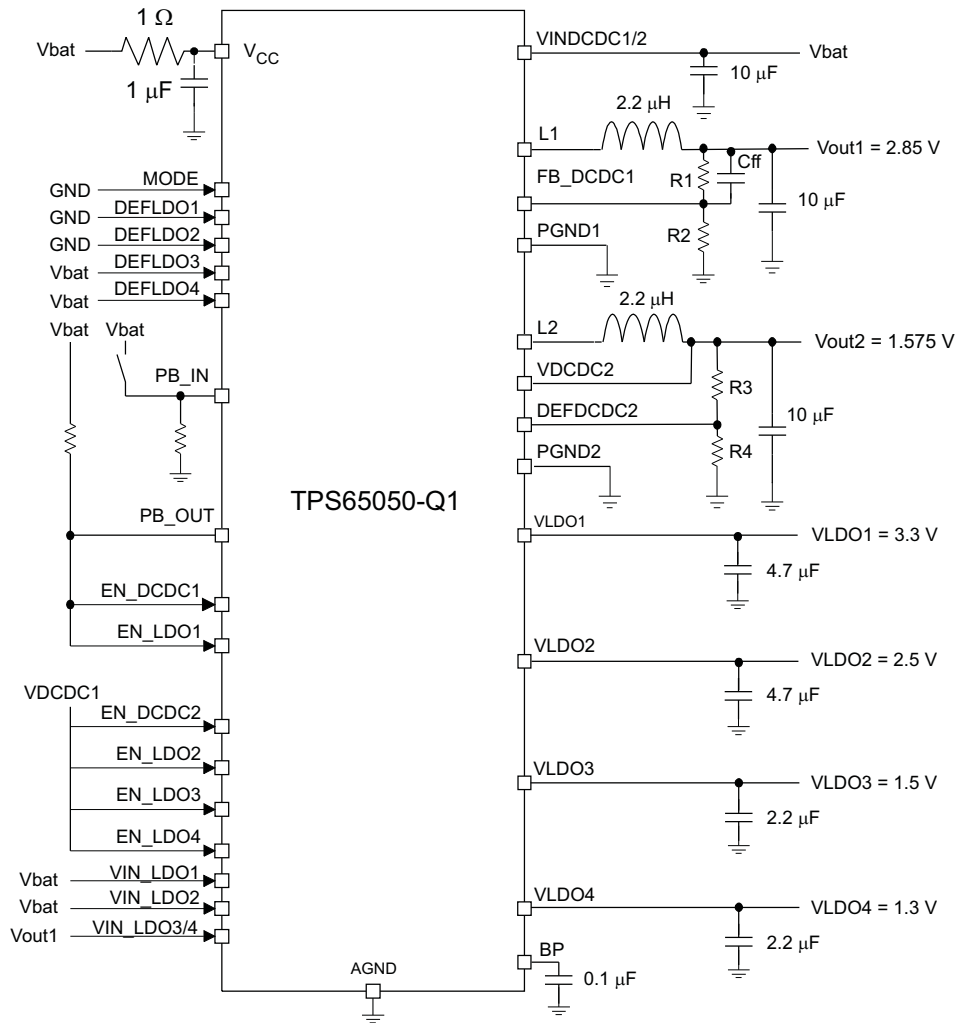 1 Ω
Vbat
VCC
1 μF
VINDCDC1/2
Vbat
10 μF
2.2 μH
L1
Vout1 = 2.85 V
Cff
R1
FB_DCDC1
10 μF
R2
PGND1
GND
MODE
GND
DEFLDO1
GND
DEFLDO2
Vbat
DEFLDO3
Vbat
DEFLDO4
Vbat
Vbat
PB_IN
2.2 μH
L2
Vout2 = 1.575 V
VDCDC2
R3
DEFDCDC2
10 μF
R4
PGND2
TPS65050-Q1
PB_OUT
VLDO1
VLDO1 = 3.3 V
4.7 μF
EN_DCDC1
EN_LDO1
VLDO2
VLDO2 = 2.5 V
4.7 μF
VDCDC1
EN_DCDC2
EN_LDO2
EN_LDO3
EN_LDO4
VLDO3
VLDO3 = 1.5 V
2.2 μF
Vbat
VIN_LDO1
Vbat
VIN_LDO2
Vout1
VIN_LDO3/4
VLDO4
VLDO4 = 1.3 V
2.2 μF
BP
0.1 μF
AGND